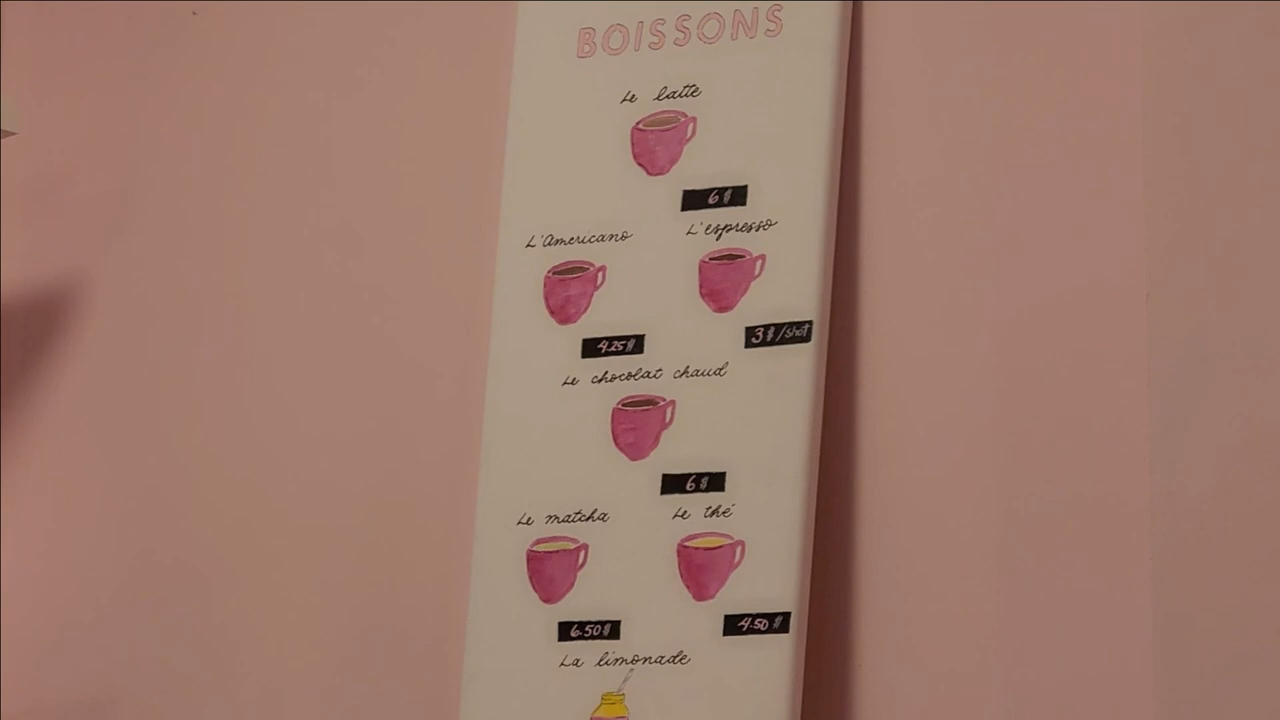 BOISSONS
Le latte
6$
L'Americano
L'espresso
4.25$
3$/shot
Le chocolat chaud
6$
Le matcha
Le thé
6.50$
4.50$
La limonade